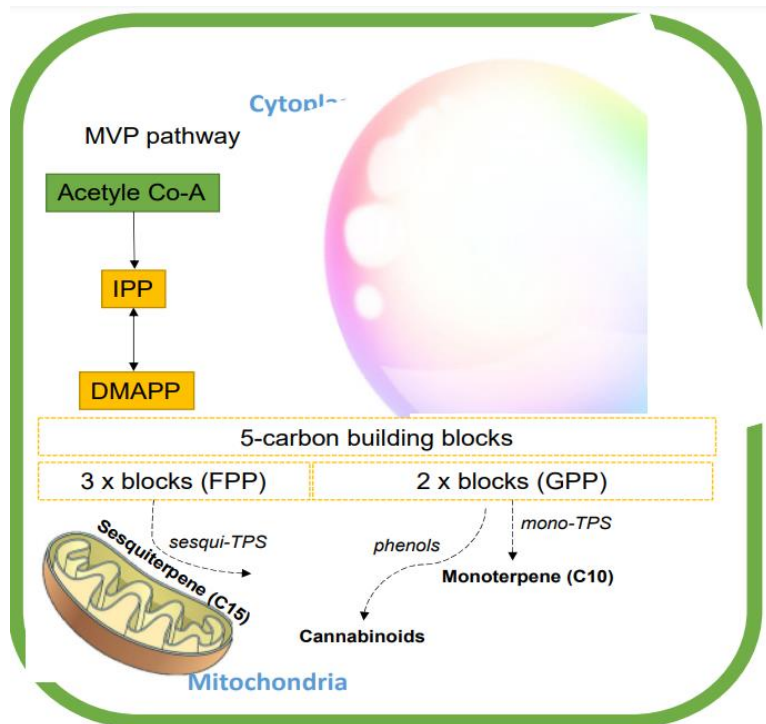 MVP pathway
Acetyle Co-A
IPP
DMAPP
5-carbon building blocks
3 x blocks (FPP)
2 x blocks (GPP)
sesqui-TPS
mono-TPS
phenols
Sesquiterpene (C15)
Monoterpene (C10)
Cannabinoids
Mitochondria